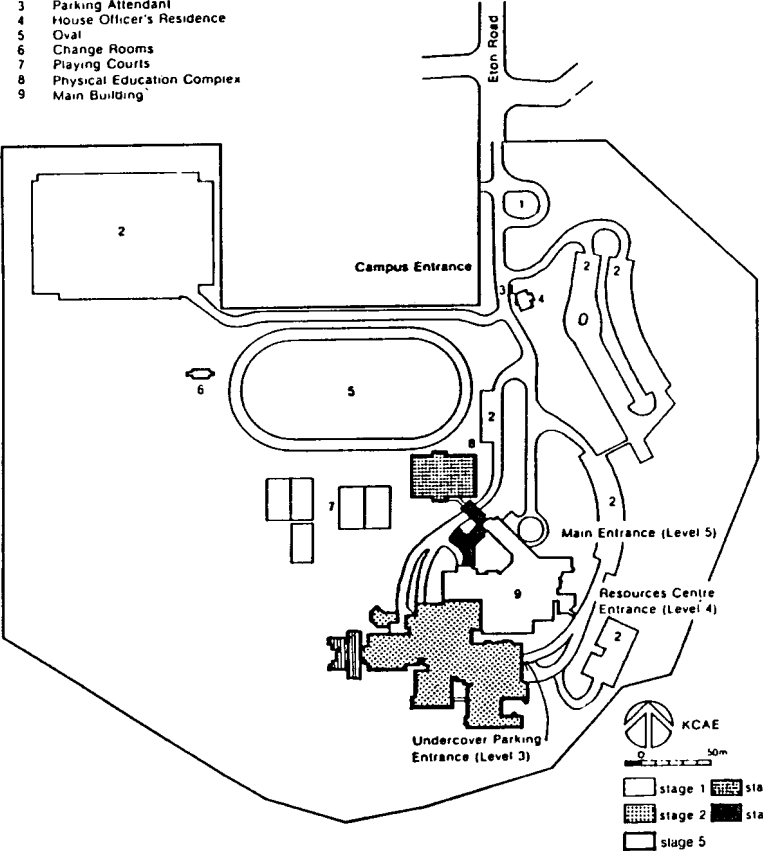 3 Parking Attendant
4 House Officer's Residence
5 Oval
6 Change Rooms
7 Playing Courts
8 Physical Education Complex
9 Main Building
Eton Road
1
2
Campus Entrance
3
4
2
2
6
5
2
8
7
2
Main Entrance (Level 5)
9
Resources Centre
Entrance (Level 4)
2
Undercover Parking
Entrance (Level 3)
KCAE
0
50m
stage 1
sta
stage 2
sta
stage 5